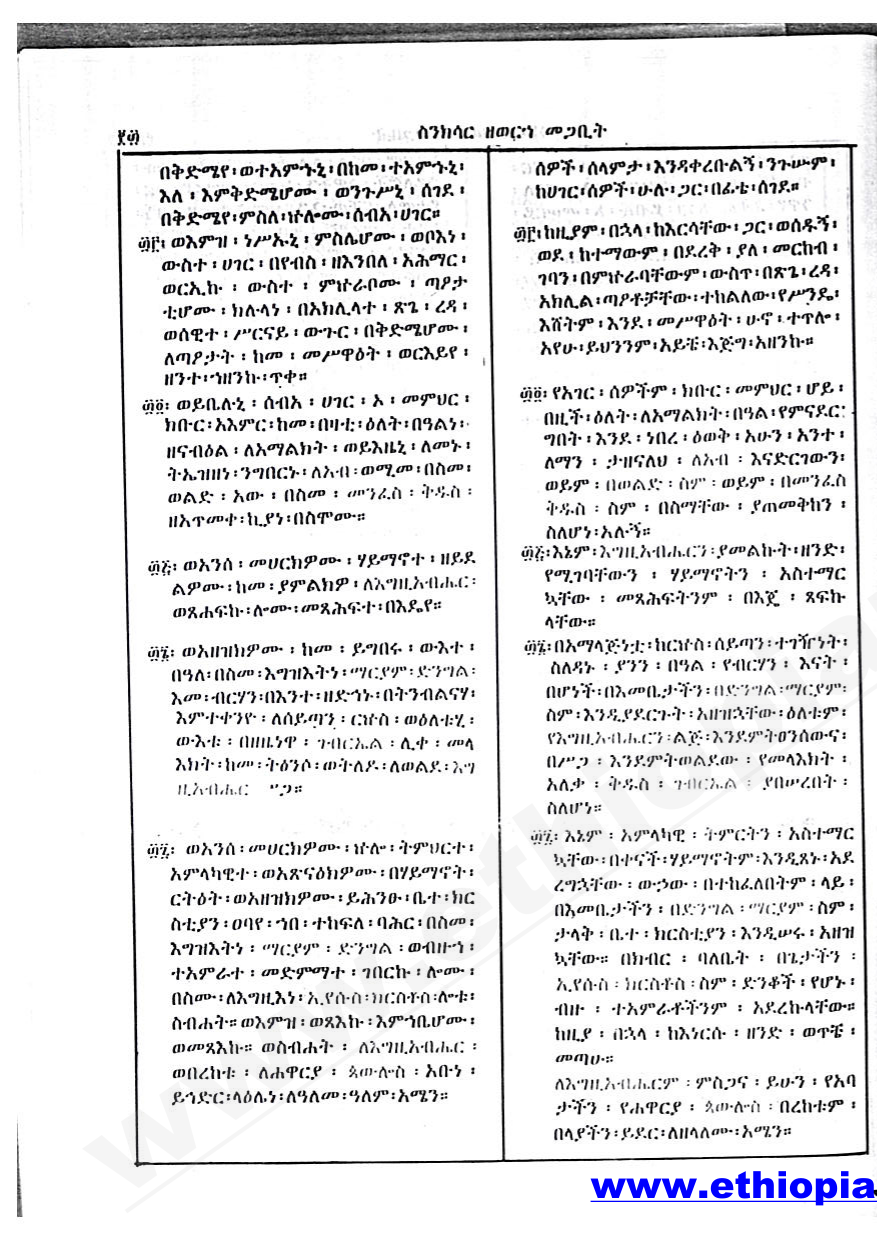 ፶፫
ስንክሳር ዘወርኀ መጋቢት
በቅድሜየ፡ወተአምኁኒ፡በከመ፡ተአምኁኒ፡
እለ ፡ እምቅድሜሆሙ ፡ ወንጉሥኒ ፡ ሰገደ ፡
በቅድሜየ፡ምስለ፡ኵሎሙ፡ሰብአ፡ሀገር።
ወእምዝ ፡ ነሥኡኒ ፡ ምስሌሆሙ ፡ ወቦእነ ፡
ውስተ ፡ ሀገር ፡ በየብስ ፡ ዘእንበለ ፡ አሕማር ፡
ወርኢኩ ፡ ውስተ ፡ ምኵራቦሙ ፡ ጣዖታ
ቲሆሙ ፡ ክሉላነ ፡ በአክሊላተ ፡ ጽጌ ፡ ረዳ ፡
ወሰዊተ ፡ ሥርናይ ፡ ውጉር ፡ በቅድሜሆሙ ፡
ለጣዖታት ፡ ከመ ፡ መሥዋዕት ፡ ወርእይየ ፡
ዘንተ፡ኀዘንኩ፡ጥቀ።
ወይቤሉኒ ፡ ሰብአ ፡ ሀገር ፡ ኦ ፡ መምህር ፡
ክቡር፡አእምር፡ከመ፡በዛቲ፡ዕለት፡በዓልነ፡
ዘናብዕል ፡ ለአማልክት ፡ ወይእዜኒ ፡ ለመኑ ፡
ትኤዝዘነ፡ንግበርኑ፡ለአብ፡ወሚመ፡በስመ፡
ወልድ ፡ አው ፡ በስመ ፡ መንፈስ ፡ ቅዱስ ፡
ዘአጥመቀ፡ኪያነ፡በስሞሙ።
ወአንሰ ፡ መሀርክዎሙ ፡ ሃይማኖተ ፡ ዘይደ
ልዎሙ፡ከመ፡ያምልክዎ፡ለእግዚአብሔር፡
ወጸሐፍኩ፡ሎሙ፡መጻሕፍተ፡በእዴየ።
ወአዘዝክዎሙ ፡ ከመ ፡ ይግበሩ ፡ ውእተ ፡
በዓለ፡በስመ፡እግዝእትነ፡ማርያም፡ድንግል፡
እመ፡ብርሃን፡በእንተ፡ዘድኅኑ፡በትንብልናሃ፡
እምተቀንዮ፡ለሰይጣን፡ርኩስ፡ወዕለቱሂ፡
ውእቱ ፡ በዘዜነዋ ፡ ገብርኤል ፡ ሊቀ ፡ መላ
እክት፡ከመ፡ትፅንሶ፡ወትለዶ፡ለወልደ፡እግ
ዚአብሔር ሥጋ።
ወአንሰ፡መሀርክዎሙ፡ኵሎ፡ትምህርተ፡
አምላካዊተ፡ወአጽናዕክዎሙ፡በሃይማኖት፡
ርትዕት፡ወአዘዝክዎሙ፡ይሕንፁ፡ቤተ፡ክር
ስቲያን፡ዐባየ፡ኀበ፡ተከፍለ፡ባሕር፡በስመ፡
እግዝእትነ ፡ ማርያም ፡ ድንግል ፡ ወብዙኀ ፡
ተአምራተ ፡ መድምማተ ፡ ገበርኩ ፡ ሎሙ ፡
በስሙ፡ለእግዚእነ፡ኢየሱስ፡ክርስቶስ፡ሎቱ፡
ስብሐት። ወእምዝ ፡ ወጻእኩ ፡ እምኀቤሆሙ ፡
ወመጻእኩ። ወስብሐት ፡ ለእግዚአብሔር ፡
ወበረከቱ ፡ ለሐዋርያ ፡ ጳውሎስ ፡ አቡነ ፡
ይኅድር፡ላዕሌነ፡ለዓለመ፡ዓለም፡አሜን።
ሰዎች፡ሰላምታ፡እንዳቀረቡልኝ፡ንጉሡም፡
ከሀገር፡ሰዎች፡ሁሉ፡ጋር፡በፊቴ፡ሰገደ።
ከዚያም፡በኋላ፡ከእርሳቸው፡ጋር፡ወሰዱኝ፡
ወደ ፡ ከተማውም ፡ በደረቅ ፡ ያለ ፡ መርከብ ፡
ገባን፡በምኵራባቸውም፡ውስጥ፡በጽጌ፡ረዳ፡
አክሊል፡ጣዖቶቻቸው፡ተከልለው፡የሥንዴ፡
እሸትም፡እንደ፡መሥዋዕት፡ሁኖ፡ተጥሎ፡
አየሁ፡ይህንንም፡አይቼ፡እጅግ፡አዘንኩ።
የአገር ፡ ሰዎችም ፡ ክቡር ፡ መምህር ፡ ሆይ ፡
በዚች፡ዕለት፡ለአማልክት፡በዓል፡የምናደር
ግበት ፡ እንደ ፡ ነበረ ፡ ዕወቅ ፡ አሁን ፡ አንተ ፡
ለማን ፡ ታዘናለህ ፡ ለአብ ፡ እናድርገውን፡
ወይም ፡ በወልድ ፡ ስም ፡ ወይም ፡ በመንፈስ
ቅዱስ ፡ ስም ፡ በስማቸው ፡ ያጠመቅከን ፡
ስለሆነ፡አሉኝ።
እኔም፡እግዚአብሔርን፡ያመልኩት፡ዘንድ፡
የሚገባቸውን ፡ ሃይማኖትን ፡ አስተማር
ኳቸው ፡ መጻሕፍትንም ፡ በእጄ ፡ ጻፍኩ
ላቸው።
በአማላጅነቷ፡ከርኩስ፡ሰይጣን፡ተገዥነት፡
ስለዳኑ ፡ ያንን ፡ በዓል ፡ የብርሃን ፡ እናት ፡
በሆነች፡በእመቤታችን፡በድንግል፡ማርያም፡
ስም፡እንዲያደርጉት፡አዘዝኋቸው፡ዕለቱም፡
የእግዚአብሔርን፡ልጅ፡እንደምትፀንሰውና፡
በሥጋ ፡ እንደምትወልደው ፡ የመላእክት ፡
አለቃ ፡ ቅዱስ ፡ ገብርኤል ፡ ያበሠረበት ፡
ስለሆነ።
እኔም ፡ አምላካዊ ፡ ትምርትን ፡ አስተማር
ኳቸው፡በተናች፡ሃይማኖትም፡እንዲጸኑ፡አደ
ረግኋቸው ፡ ውኃው ፡ በተከፈለበትም ፡ ላይ ፡
በእመቤታችን ፡ በድንግል ፡ ማርያም ፡ ስም ፡
ታላቅ ፡ ቤተ ፡ ክርስቲያን ፡ እንዲሠሩ ፡ አዘዝ
ኳቸው። በክብር ፡ ባለቤት ፡ በጌታችን ፡
ኢየሱስ ፡ ክርስቶስ ፡ ስም ፡ ድንቆች ፡ የሆኑ ፡
ብዙ ፡ ተአምራቶችንም ፡ አደረኩላቸው።
ከዚያ ፡ በኋላ ፡ ከእነርሱ ፡ ዘንድ ፡ ወጥቼ ፡
መጣሁ።
ለእግዚአብሔርም ፡ ምስጋና ፡ ይሁን ፡ የአባ
ታችን ፡ የሐዋርያ ፡ ጳውሎስ ፡ በረከቱም ፡
በላያችን፡ይደር፡ለዘላለሙ፡አሜን።
www.ethiopia